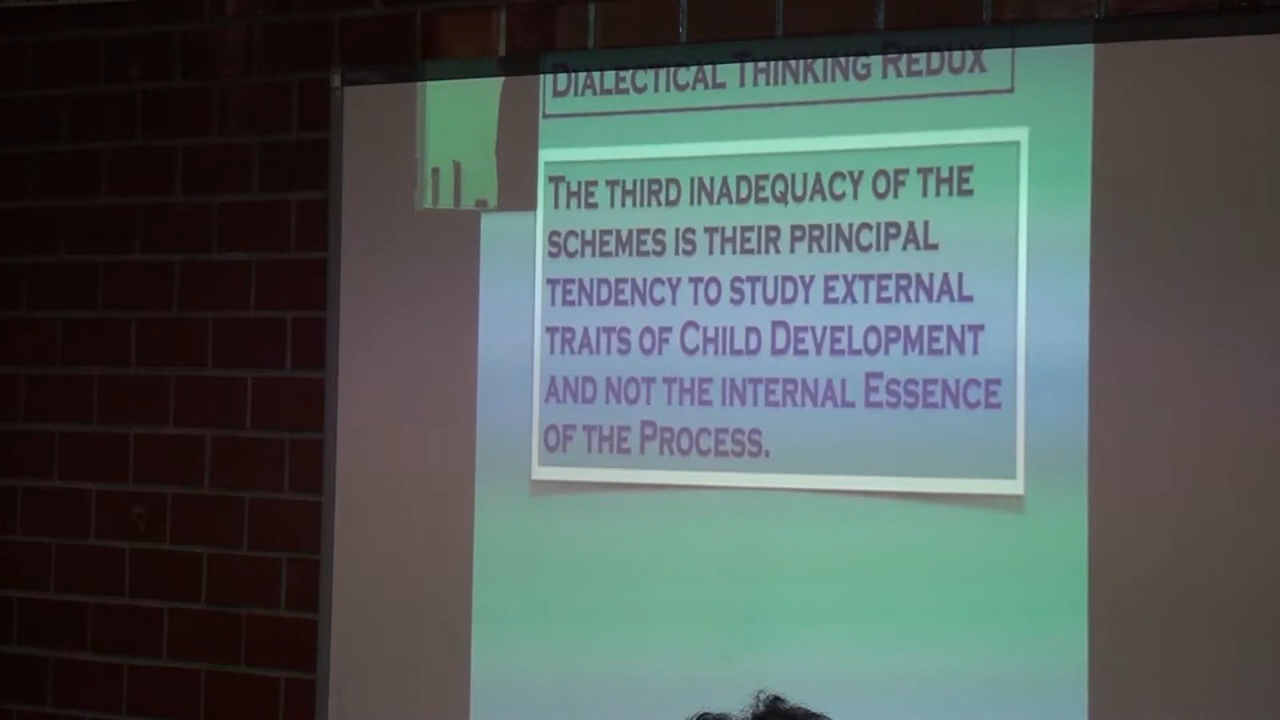 DIALECTICAL THINKING REDUX
THE THIRD INADEQUACY OF THE
SCHEMES IS THEIR PRINCIPAL
TENDENCY TO STUDY EXTERNAL
TRAITS OF CHILD DEVELOPMENT
AND NOT THE INTERNAL ESSENCE
OF THE PROCESS.